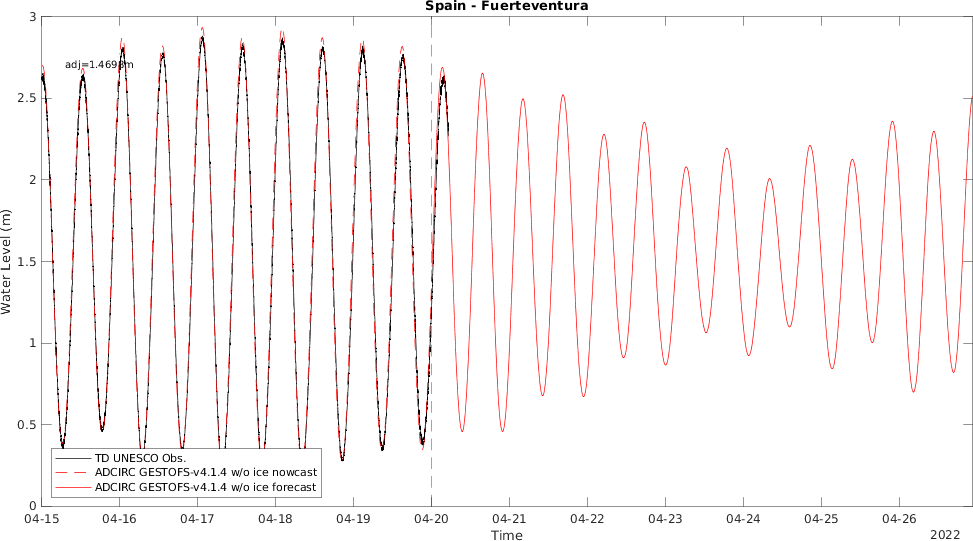 Spain - Fuerteventura
3
2.5
2
1.5
1
0.5
0
Water Level (m)
adj=1.4698m
TD UNESCO Obs.
ADCIRC GESTOFS-v4.1.4 w/o ice nowcast
ADCIRC GESTOFS-v4.1.4 w/o ice forecast
04-15 04-16 04-17 04-18 04-19 04-20 04-21 04-22 04-23 04-24 04-25 04-26
Time
2022